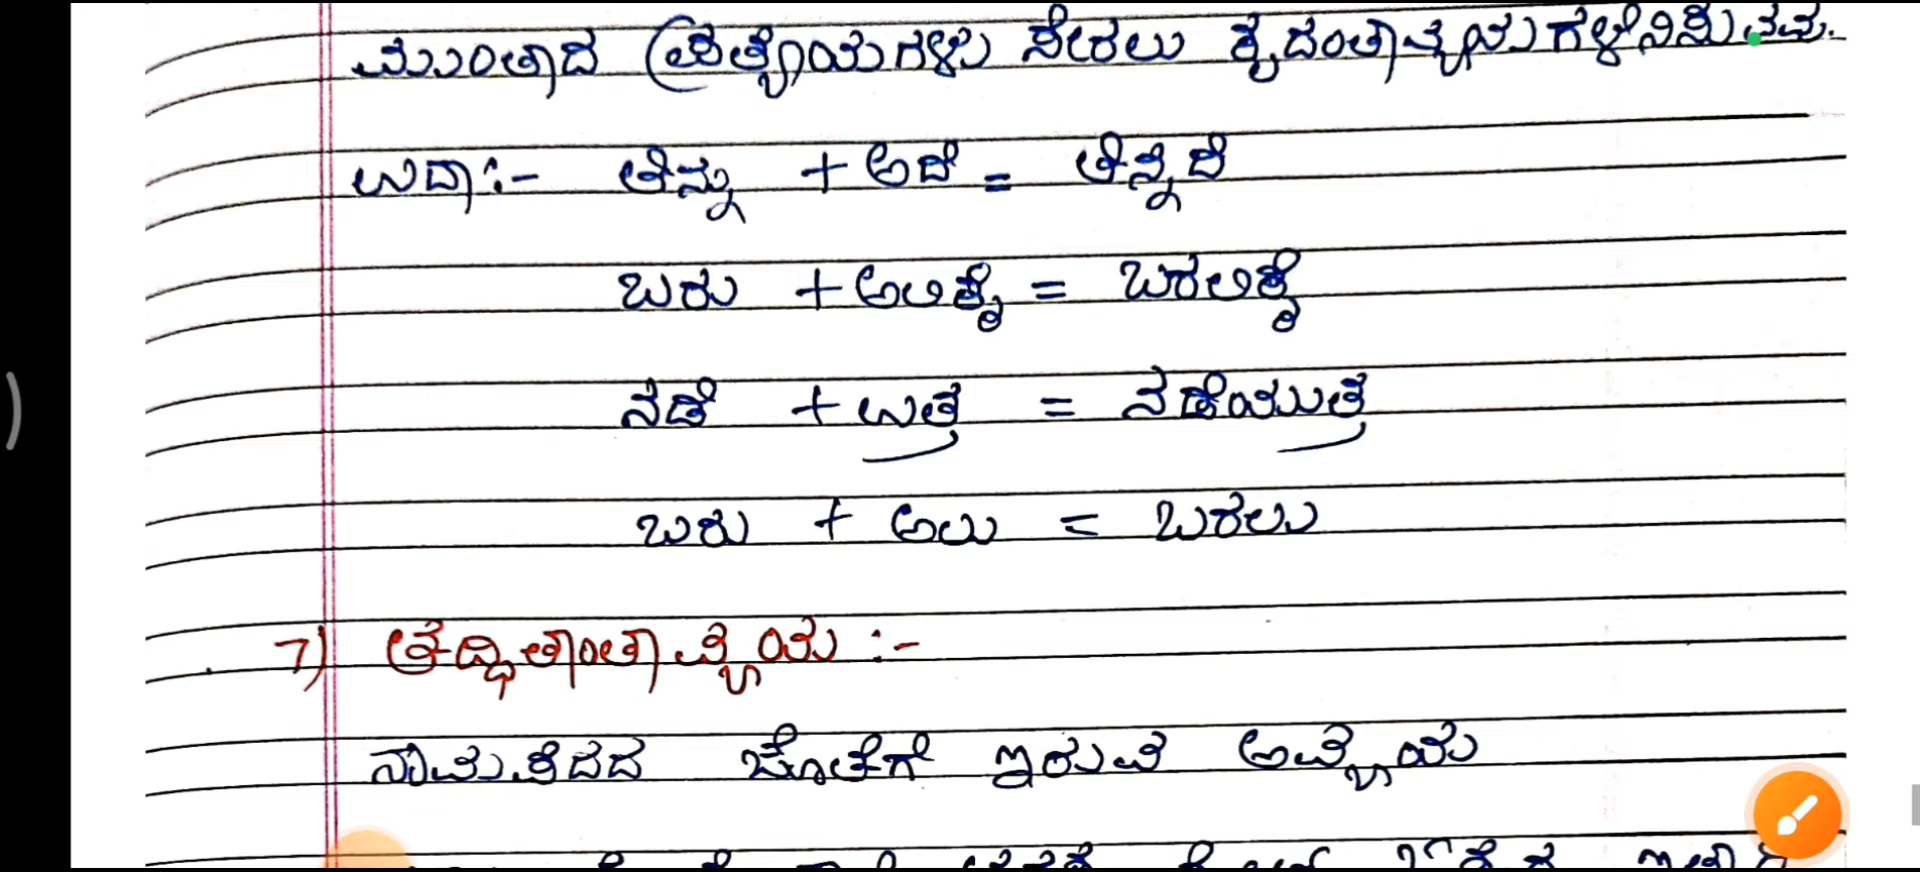 ಮುಂತಾದ ಪ್ರತ್ಯಯಗಳು ಸೇರಲು ಕೃದಂತಾವ್ಯಯಗಳೆನಿಸುವವು.
ಉದಾ:- ತಿನ್ನು + ಅದೆ = ತಿನ್ನದೆ
ಬರು + ಅಲಿಕ್ಕೆ = ಬರಲಿಕ್ಕೆ
ನಡೆ + ಉತ್ತ = ನಡೆಯುತ್ತ
ಬರು + ಅಲು = ಬರಲು
7) ತದ್ಧಿತಾಂತಾವ್ಯಯ :-
ನಾಮಪದದ ಜೊತೆಗೆ ಇರುವ ಅವ್ಯಯ